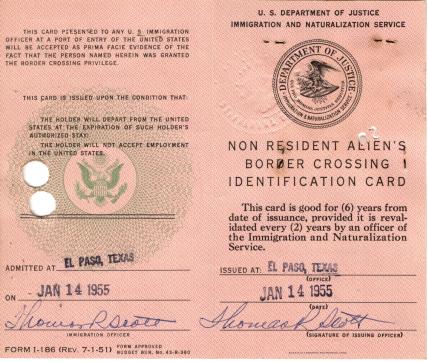 THIS CARD PRESENTED TO ANY U. S. IMMIGRATION
OFFICER AT A PORT OF ENTRY OF THE UNITED STATES
WILL BE ACCEPTED AS PRIMA FACIE EVIDENCE OF THE
FACT THAT THE PERSON NAMED HEREIN WAS GRANTED
THE BORDER CROSSING PRIVILEGE.
THIS CARD IS ISSUED UPON THE CONDITION THAT:
THE HOLDER WILL DEPART FROM THE UNITED
STATES AT THE EXPIRATION OF SUCH HOLDER'S
AUTHORIZED STAY:
THE HOLDER WILL NOT ACCEPT EMPLOYMENT
IN THE UNITED STATES.
ADMITTED AT EL PASO, TEXAS
ON JAN 14 1955
Thomas R Scott
IMMIGRATION OFFICER
FORM I-186 (REV. 7-1-51) FORM APPROVED
BUDGET BUR. NO. 43-R-380
U. S. DEPARTMENT OF JUSTICE
IMMIGRATION AND NATURALIZATION SERVICE
DEPARTMENT OF JUSTICE
IMMIGRATION & NATURALIZATION SERVICE
NON RESIDENT ALIEN'S
BORDER CROSSING
IDENTIFICATION CARD
This card is good for (6) years from
date of issuance, provided it is reval-
idated every (2) years by an officer of
the Immigration and Naturalization
Service.
ISSUED AT: EL PASO, TEXAS
(OFFICE)
JAN 14 1955
(DATE)
Thomas R Scott
(SIGNATURE OF ISSUING OFFICER)